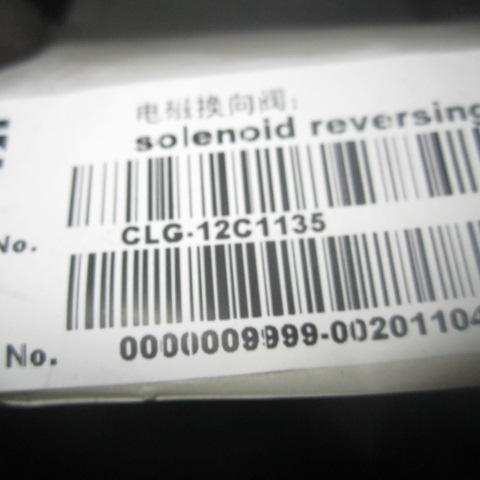 电磁换向阀:
solenoid reversing
No. CLG-12C1135
No. 0000009999-00201104